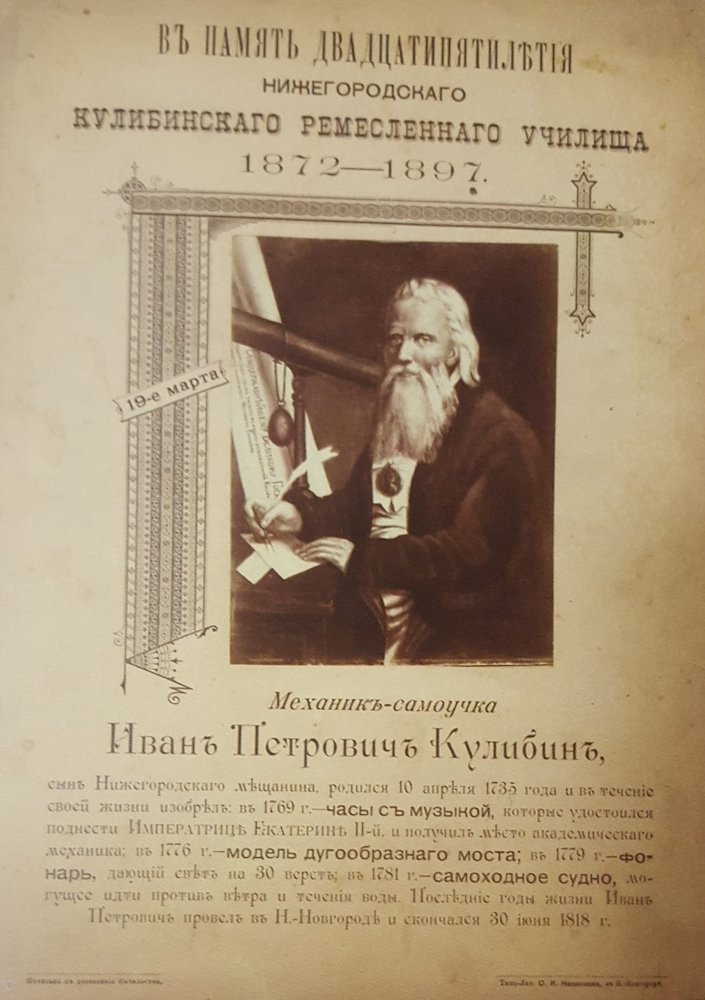 ВЪ ПАМЯТЬ ДВАДЦАТИПЯТИЛѢТІЯ
НИЖЕГОРОДСКАГО
КУЛИБИНСКАГО РЕМЕСЛЕННАГО УЧИЛИЩА
1872—1897.
19-е марта
Механикъ-самоучка
Иванъ Петровичъ Кулибинъ,
сынъ Нижегородскаго мѣщанина, родился 10 апрѣля 1735 года и въ теченіе
своей жизни изобрѣлъ: въ 1769 г.—часы съ музыкой, которые удостоился
поднести ИМПЕРАТРИЦѢ ЕКАТЕРИНѢ II-й, и получилъ мѣсто академическаго
механика; въ 1776 г.—модель дугообразнаго моста; въ 1779 г.—фо-
нарь, дающій свѣтъ на 30 верстъ; въ 1781 г.—самоходное судно, мо-
гущее идти противъ вѣтра и теченія воды. Послѣдніе годы жизни Иванъ
Петровичъ провелъ въ Н.-Новгородѣ и скончался 30 іюня 1818 г.
Печатано съ дозволенія Начальства.
Типо-Лит. О. И. въ Н.-Новгородѣ.